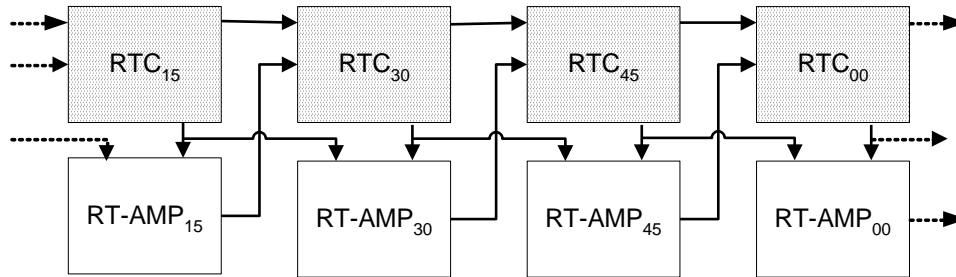 RTC₁₅
RTC₃₀
RTC₄₅
RTC₀₀
RT-AMP₁₅
RT-AMP₃₀
RT-AMP₄₅
RT-AMP₀₀